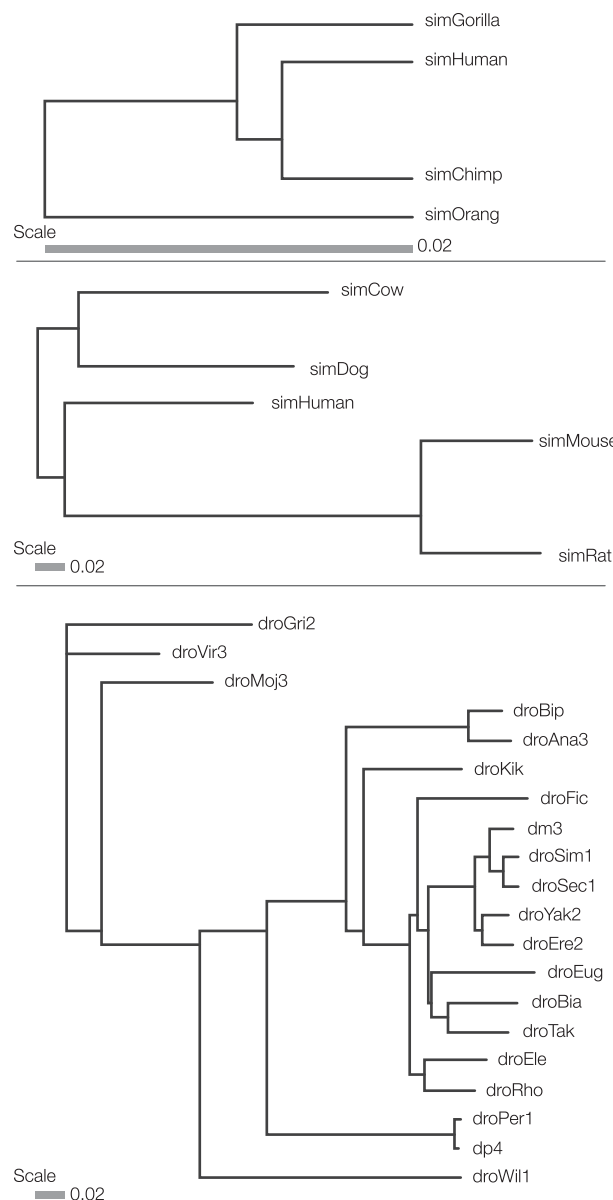 simGorilla
simHuman
simChimp
simOrang
Scale
0.02
simCow
simDog
simHuman
simMouse
simRat
Scale
0.02
droGri2
droVir3
droMoj3
droBip
droAna3
droKik
droFic
dm3
droSim1
droSec1
droYak2
droEre2
droEug
droBia
droTak
droEle
droRho
droPer1
dp4
droWil1
Scale
0.02